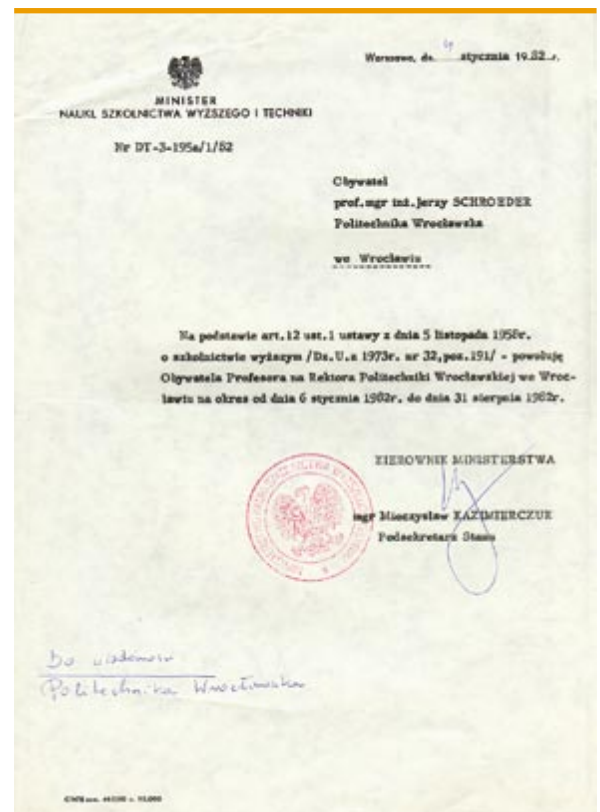 Warszawa, dn. stycznia 1982 r.
MINISTER
NAUKI, SZKOLNICTWA WYŻSZEGO I TECHNIKI
Nr DT-3-195a/1/82
Obywatel
prof. mgr inż. Jerzy SCHROEDER
Politechnika Wrocławska
we Wrocławiu
Na podstawie art. 12 ust. 1 ustawy z dnia 5 listopada 1958r.
o szkolnictwie wyższym /Dz. U. z 1973r. nr 32, poz. 191/ - powołuję
Obywatela Profesora na Rektora Politechniki Wrocławskiej we Wroc-
ławiu na okres od dnia 6 stycznia 1982r. do dnia 31 sierpnia 1982r.
KIEROWNIK MINISTERSTWA
mgr Mieczysław KAZIMIERCZUK
Podsekretarz Stanu
Do wiadomości
Politechnika Wrocławska